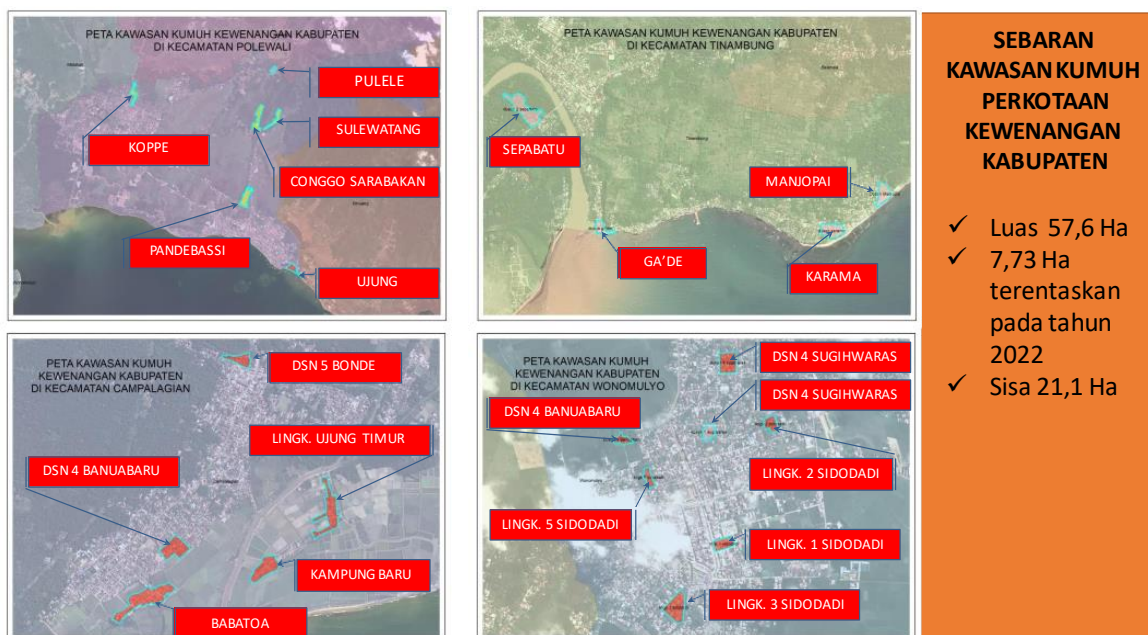 PETA KAWASAN KUMUH KEWENANGAN KABUPATEN
DI KECAMATAN POLEWALI
PULELE
SULEWATANG
KOPPE
CONGGO SARABAKAN
PANDEBASSI
UJUNG
PETA KAWASAN KUMUH KEWENANGAN KABUPATEN
DI KECAMATAN TINAMBUNG
SEPABATU
MANJOPAI
GA’DE
KARAMA
PETA KAWASAN KUMUH
KEWENANGAN KABUPATEN
DI KECAMATAN CAMPALAGIAN
DSN 5 BONDE
LINGK. UJUNG TIMUR
DSN 4 BANUABARU
KAMPUNG BARU
BABATOA
PETA KAWASAN KUMUH
KEWENANGAN KABUPATEN
DI KECAMATAN WONOMULYO
DSN 4 SUGIHWARAS
DSN 4 SUGIHWARAS
DSN 4 BANUABARU
LINGK. 2 SIDODADI
LINGK. 5 SIDODADI
LINGK. 1 SIDODADI
LINGK. 3 SIDODADI
SEBARAN
KAWASAN KUMUH
PERKOTAAN
KEWENANGAN
KABUPATEN
✓ Luas 57,6 Ha
✓ 7,73 Ha
terentaskan
pada tahun
2022
✓ Sisa 21,1 Ha